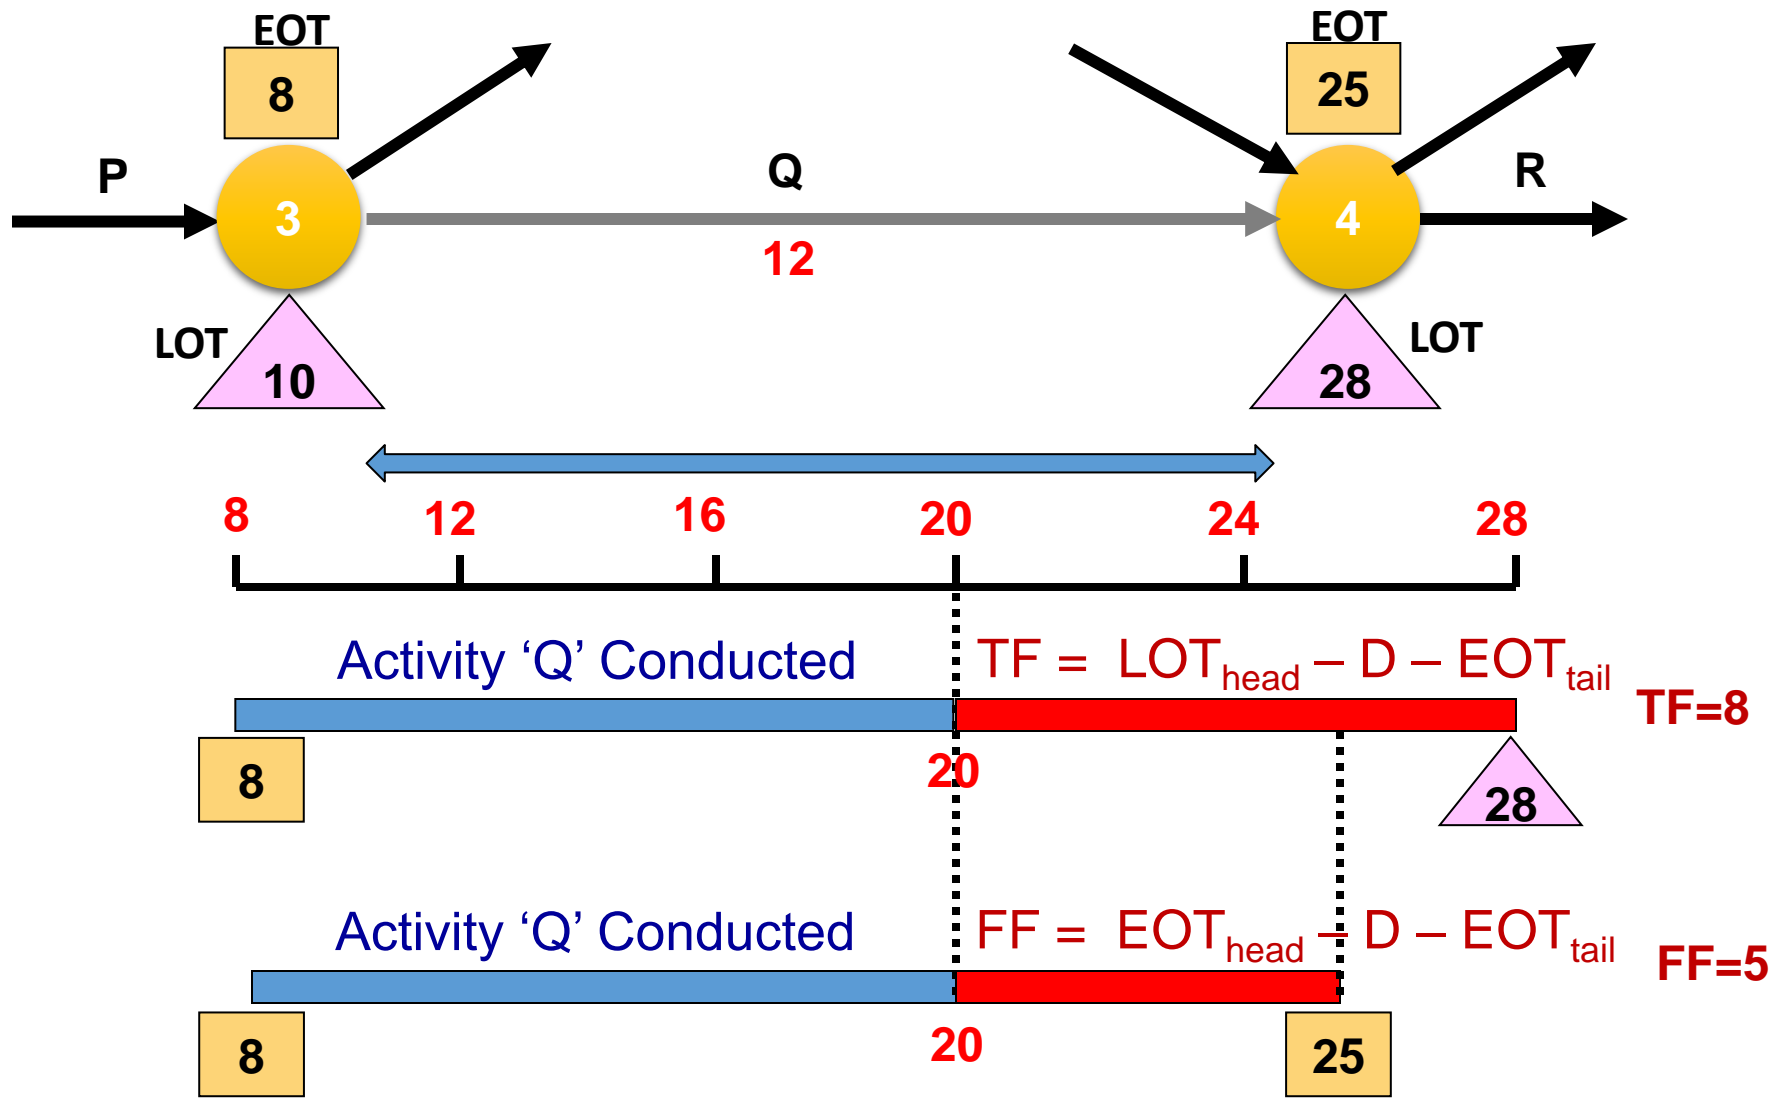 EOT
EOT
8
25
P
Q
R
3
4
12
LOT
LOT
10
28
8 12 16 20 24 28
Activity ‘Q’ Conducted
TF = LOThead – D – EOTtail
TF=8
8
20
28
Activity ‘Q’ Conducted
FF = EOThead – D – EOTtail
FF=5
8
20
25